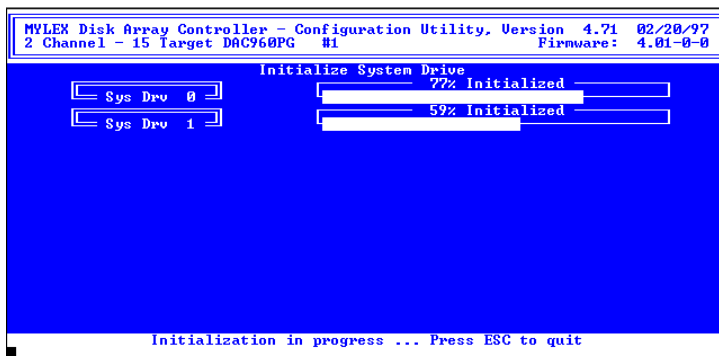 MYLEX Disk Array Controller - Configuration Utility, Version 4.71 02/20/97
2 Channel - 15 Target DAC960PG #1 Firmware: 4.01-0-0
Initialize System Drive
77% Initialized
Sys Drv 0
59% Initialized
Sys Drv 1
Initialization in progress ... Press ESC to quit